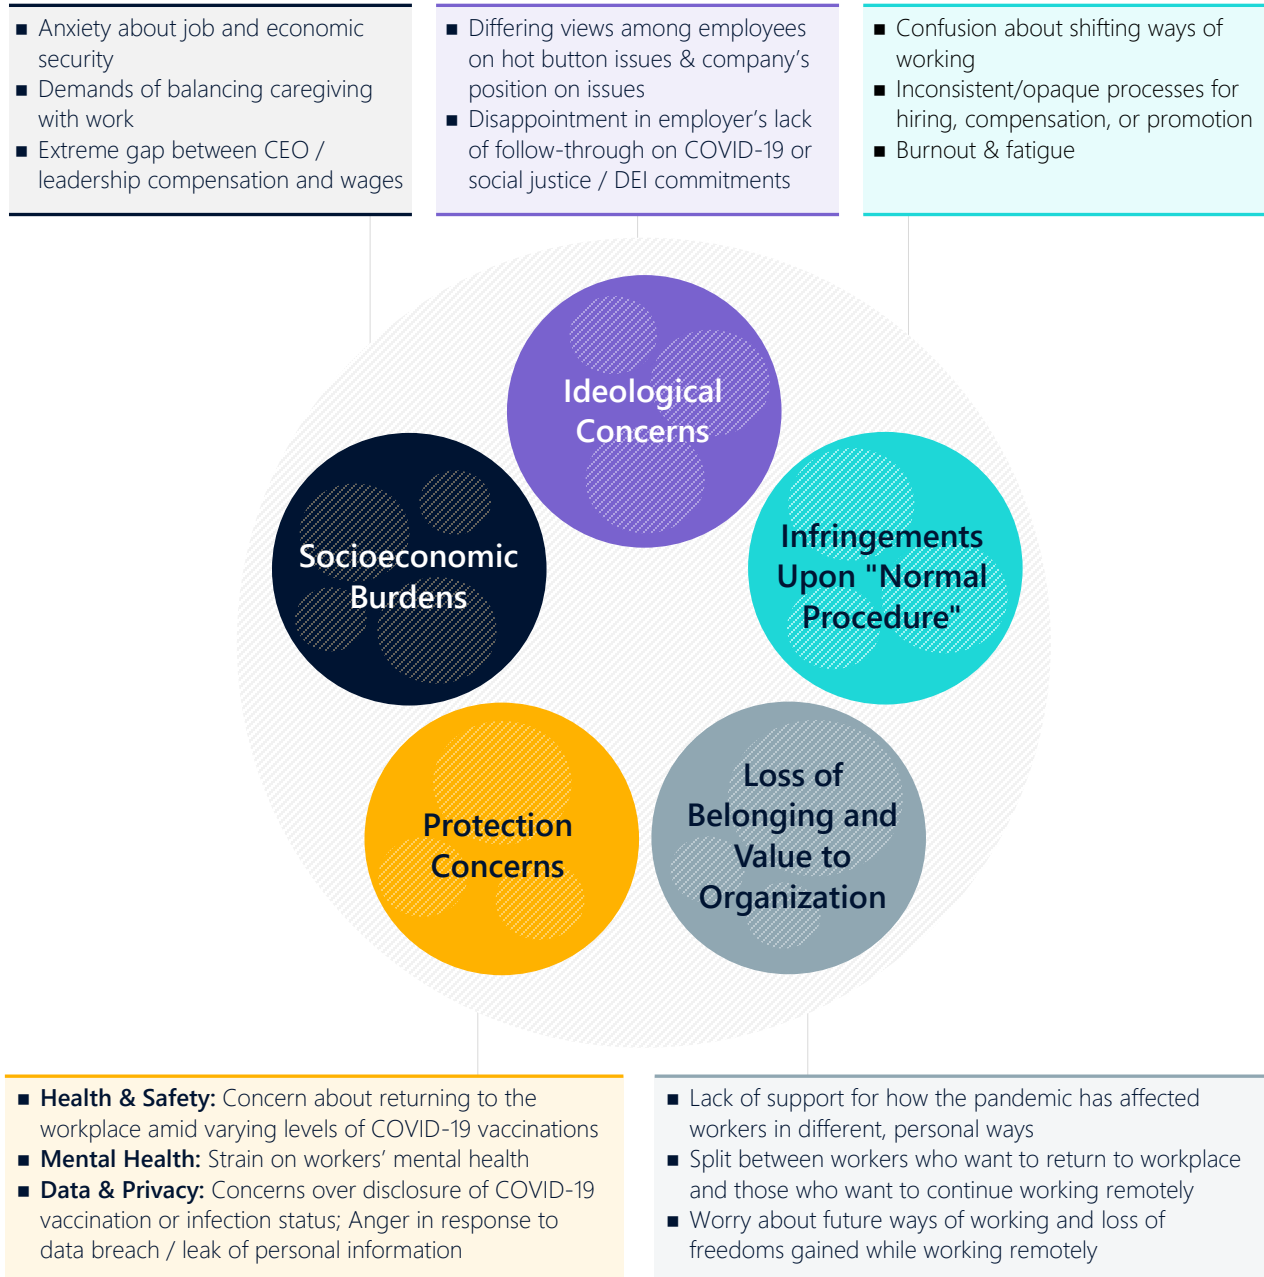 ■ Anxiety about job and economic
security
■ Demands of balancing caregiving
with work
■ Extreme gap between CEO /
leadership compensation and wages
■ Differing views among employees
on hot button issues & company’s
position on issues
■ Disappointment in employer’s lack
of follow-through on COVID-19 or
social justice / DEI commitments
■ Confusion about shifting ways of
working
■ Inconsistent/opaque processes for
hiring, compensation, or promotion
■ Burnout & fatigue
Ideological
Concerns
Socioeconomic
Burdens
Infringements
Upon "Normal
Procedure"
Protection
Concerns
Loss of
Belonging and
Value to
Organization
■ Health & Safety: Concern about returning to the
workplace amid varying levels of COVID-19 vaccinations
■ Mental Health: Strain on workers’ mental health
■ Data & Privacy: Concerns over disclosure of COVID-19
vaccination or infection status; Anger in response to
data breach / leak of personal information
■ Lack of support for how the pandemic has affected
workers in different, personal ways
■ Split between workers who want to return to workplace
and those who want to continue working remotely
■ Worry about future ways of working and loss of
freedoms gained while working remotely